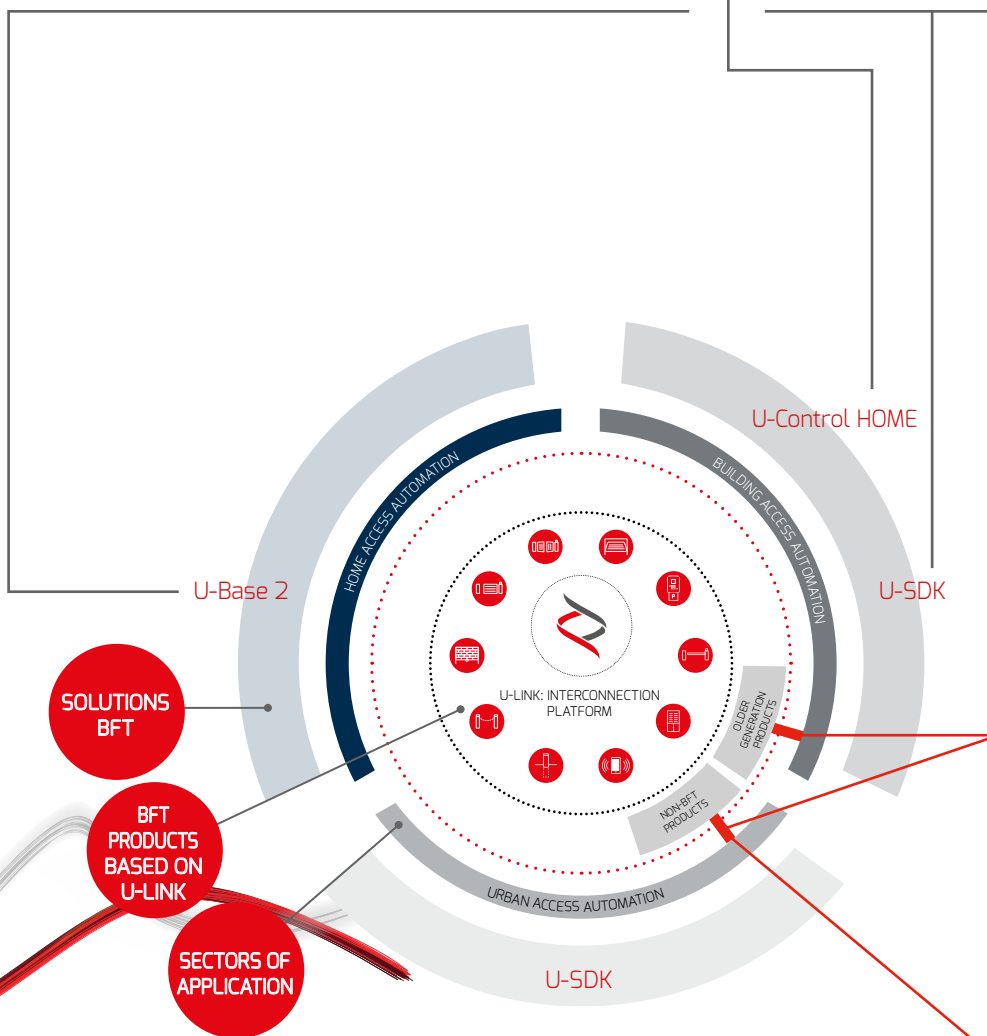 U-Control HOME
HOME ACCESS AUTOMATION
BUILDING ACCESS AUTOMATION
U-Base 2
U-SDK
P
SOLUTIONS
BFT
U-LINK: INTERCONNECTION
PLATFORM
OLDER
GENERATION
PRODUCTS
NON-BFT
PRODUCTS
BFT
PRODUCTS
BASED ON
U-LINK
URBAN ACCESS AUTOMATION
SECTORS OF
APPLICATION
U-SDK